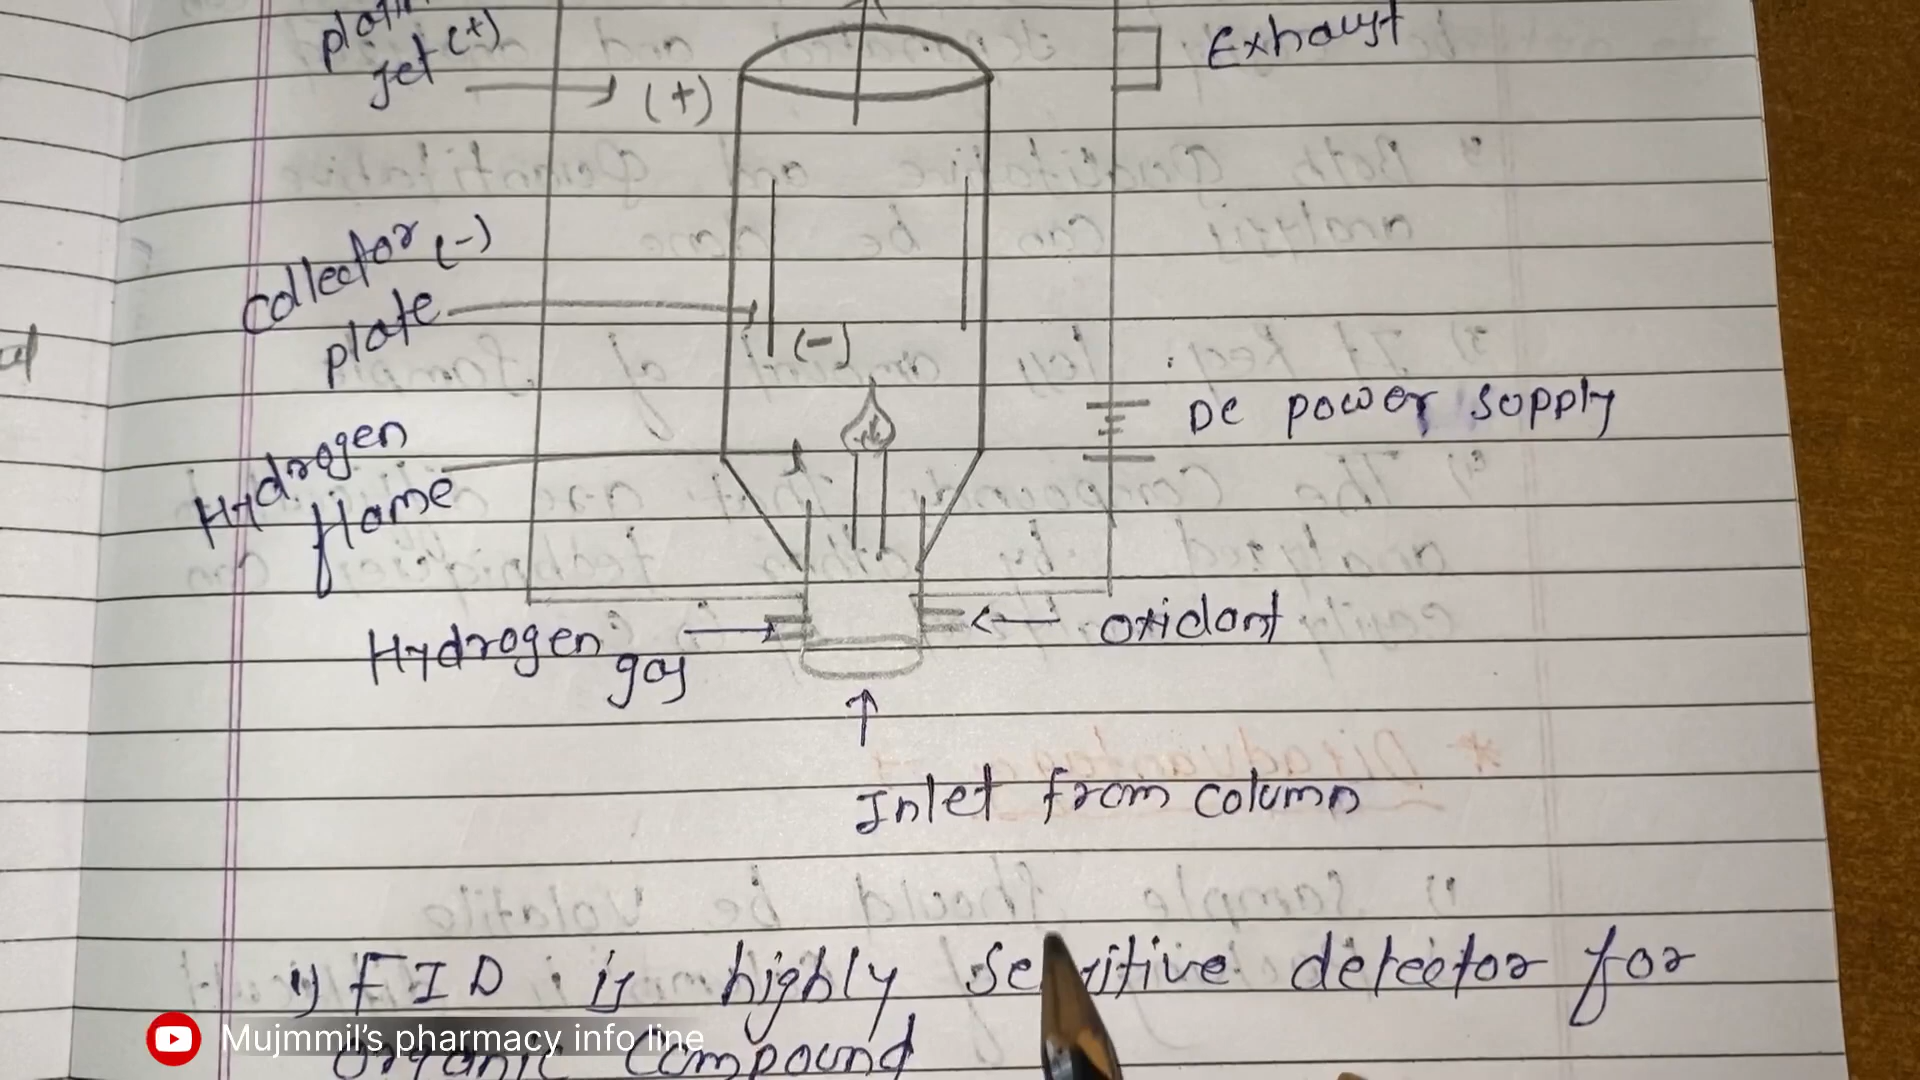 jet (+)
(+)
Exhaust
collector (-)
plate
(-)
DC power supply
Hydrogen
flame
Hydrogen
gas
oxidant
Inlet from column
1) FID is highly sensitive detector for
organic compound
Mujmmil's pharmacy info line